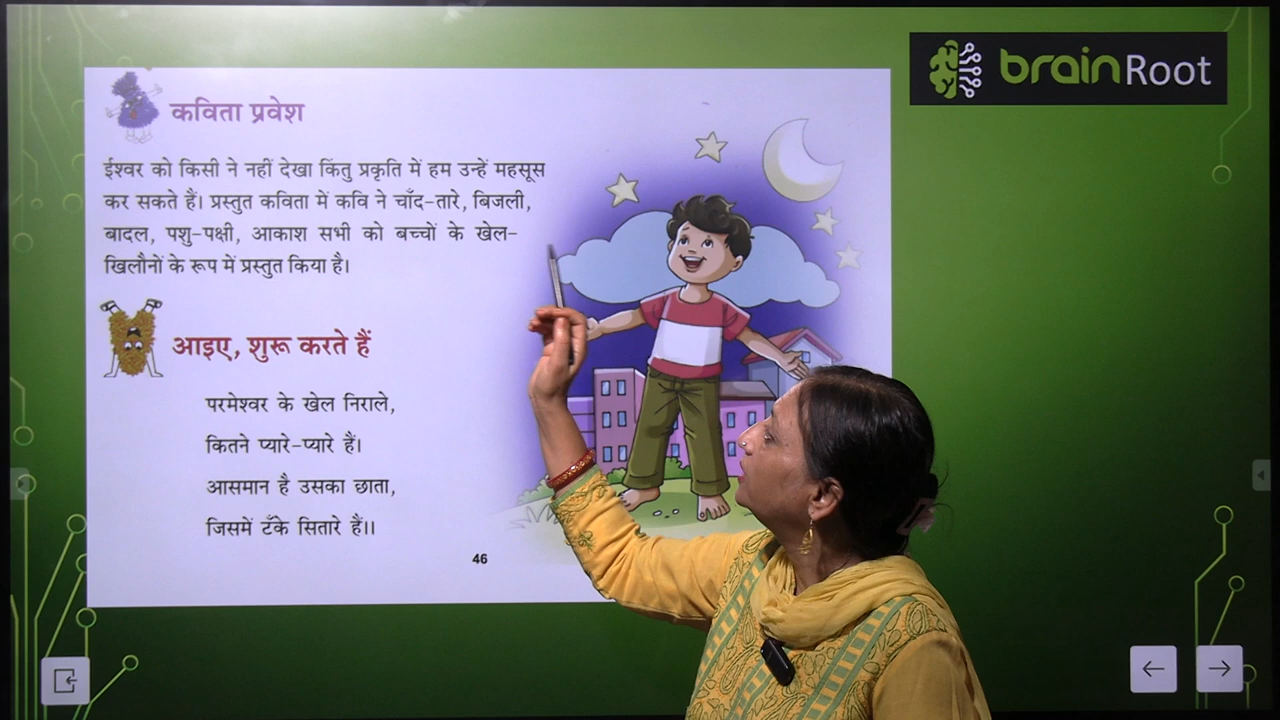 brainRoot
कविता प्रवेश
ईश्वर को किसी ने नहीं देखा किंतु प्रकृति में हम उन्हें महसूस
कर सकते हैं। प्रस्तुत कविता में कवि ने चाँद-तारे, बिजली,
बादल, पशु-पक्षी, आकाश सभी को बच्चों के खेल-
खिलौनों के रूप में प्रस्तुत किया है।
आइए, शुरू करते हैं
परमेश्वर के खेल निराले,
कितने प्यारे-प्यारे हैं।
आसमान है उसका छाता,
जिसमें टँके सितारे हैं।।
46